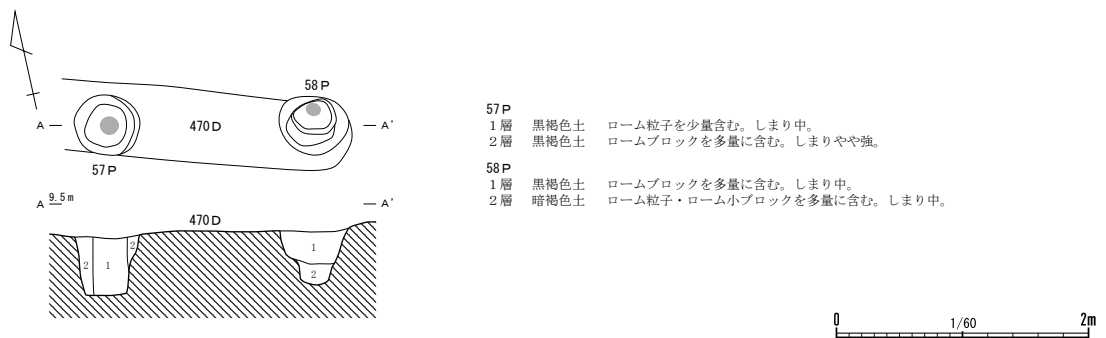 58P
A
470D
A'
57P
A 9.5m
A'
470D
2
1
2
1
2
57P
1層 黒褐色土 ローム粒子を少量含む。しまり中。
2層 黒褐色土 ロームブロックを多量に含む。しまりやや強。
58P
1層 黒褐色土 ロームブロックを多量に含む。しまり中。
2層 暗褐色土 ローム粒子・ローム小ブロックを多量に含む。しまり中。
0 1/60 2m